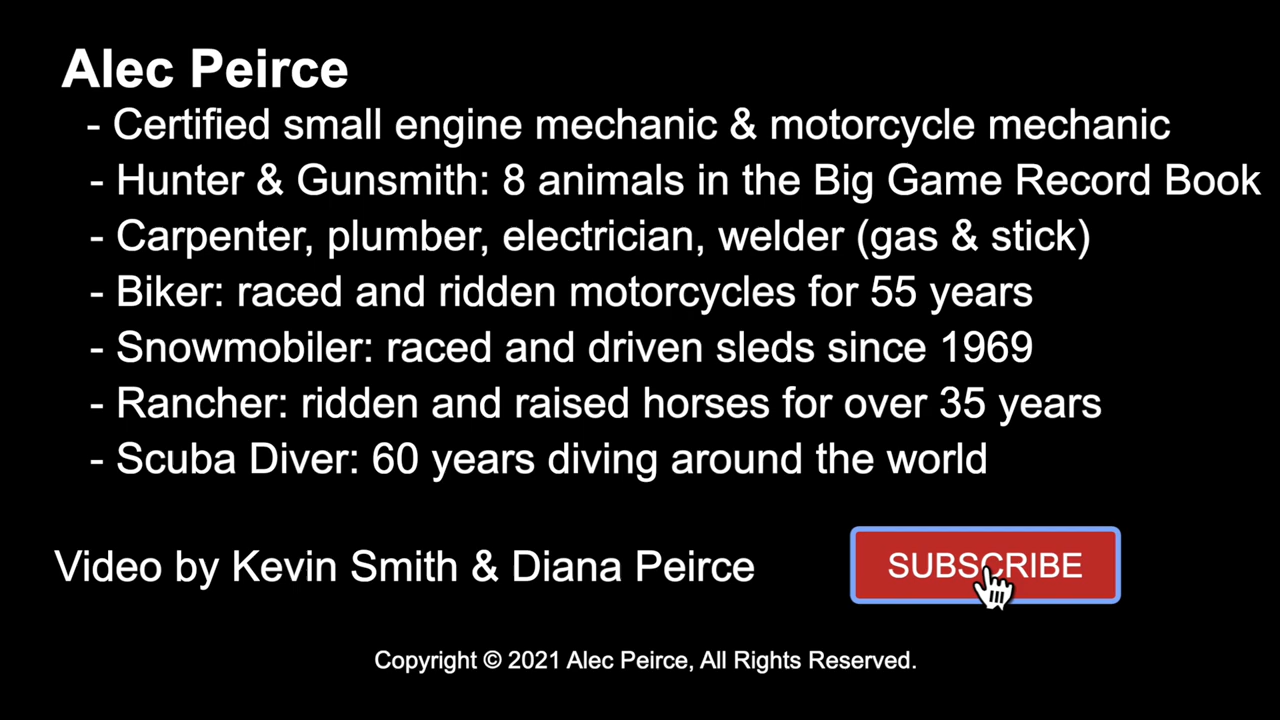 Alec Peirce
- Certified small engine mechanic & motorcycle mechanic
- Hunter & Gunsmith: 8 animals in the Big Game Record Book
- Carpenter, plumber, electrician, welder (gas & stick)
- Biker: raced and ridden motorcycles for 55 years
- Snowmobiler: raced and driven sleds since 1969
- Rancher: ridden and raised horses for over 35 years
- Scuba Diver: 60 years diving around the world
Video by Kevin Smith & Diana Peirce
SUBSCRIBE
Copyright © 2021 Alec Peirce, All Rights Reserved.